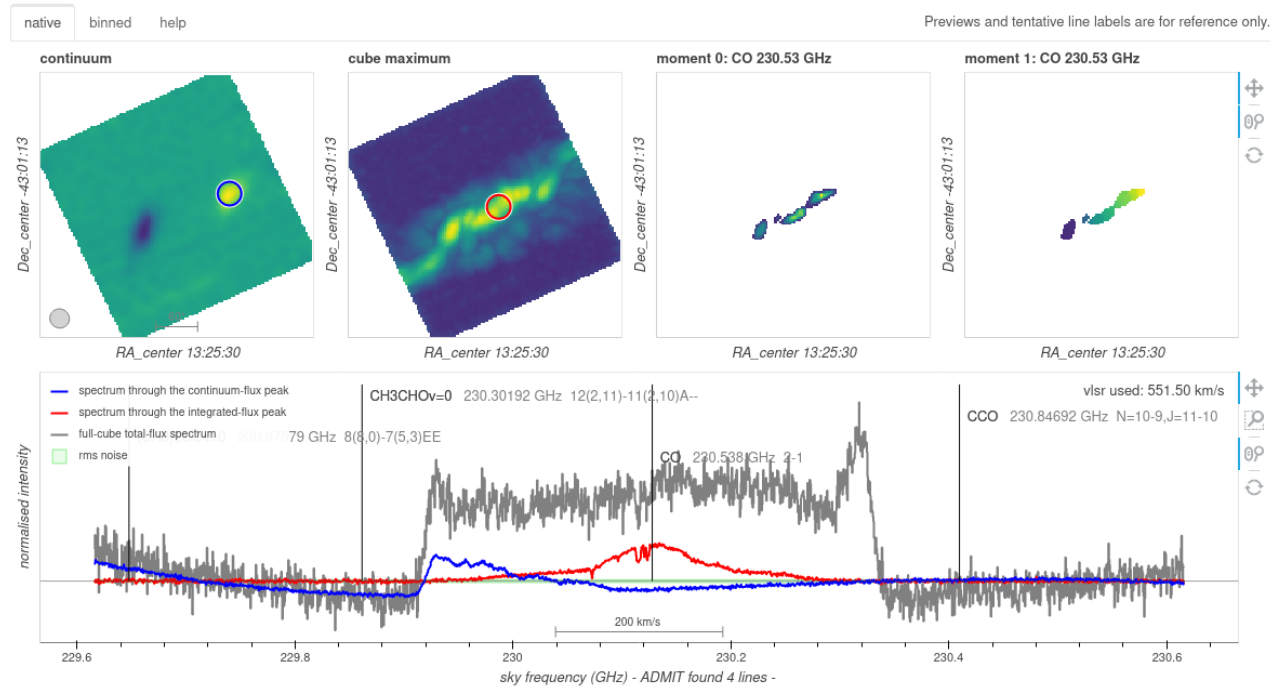 native binned help Previews and tentative line labels are for reference only.
continuum cube maximum moment 0: CO 230.53 GHz moment 1: CO 230.53 GHz
Dec_center -43:01:13 Dec_center -43:01:13 Dec_center -43:01:13 Dec_center -43:01:13
RA_center 13:25:30 RA_center 13:25:30 RA_center 13:25:30 RA_center 13:25:30
spectrum through the continuum-flux peak CH3CHOv=0 230.30192 GHz 12(2,11)-11(2,10)A-- vlsr used: 551.50 km/s
spectrum through the integrated-flux peak CCO 230.84692 GHz N=10-9,J=11-10
full-cube total-flux spectrum 79 GHz 8(8,0)-7(5,3)EE
rms noise CO 230.538 GHz 2-1
normalised intensity
200 km/s
229.6 229.8 230 230.2 230.4 230.6
sky frequency (GHz) - ADMIT found 4 lines -